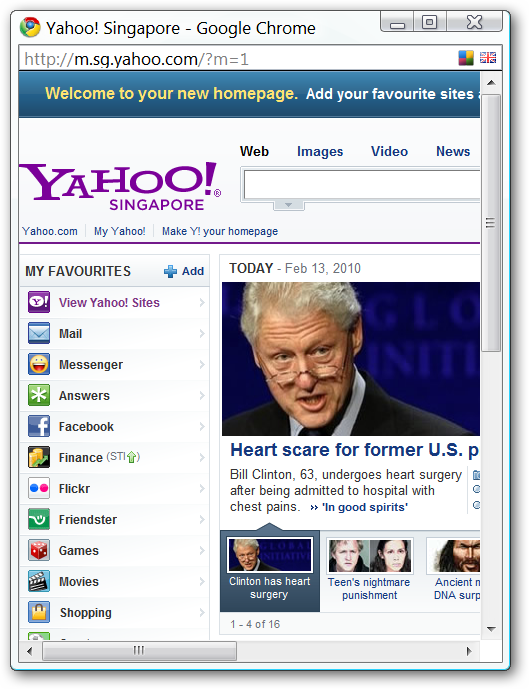 Yahoo! Singapore - Google Chrome
http://m.sg.yahoo.com/?m=1
Welcome to your new homepage. Add your favourite sites a
Web Images Video News
YAHOO!®
SINGAPORE
Yahoo.com My Yahoo! Make Y! your homepage
MY FAVOURITES Add
View Yahoo! Sites
Mail
Messenger
Answers
Facebook
Finance (STI)
Flickr
Friendster
Games
Movies
Shopping
TODAY - Feb 13, 2010
GLOBAL
INITIATIVE
Heart scare for former U.S. p
Bill Clinton, 63, undergoes heart surgery
after being admitted to hospital with
chest pains. ›› 'In good spirits'
Clinton has heart
surgery
Teen's nightmare
punishment
Ancient m
DNA surp
1 - 4 of 16